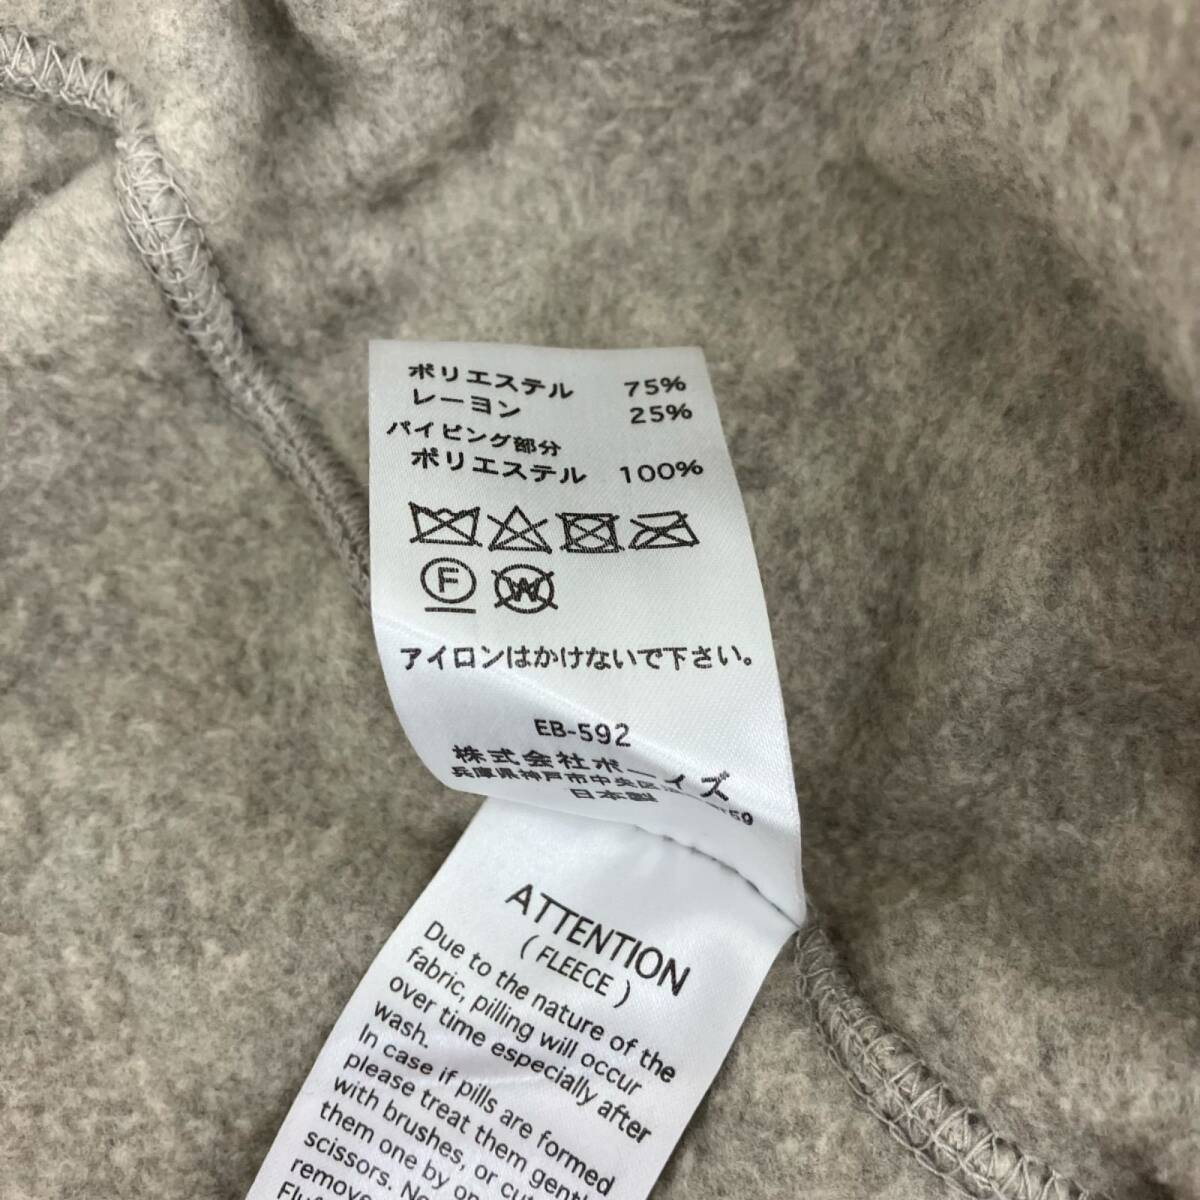 ポリエステル 75%
レーヨン 25%
パイピング部分
ポリエステル 100%
F
W
アイロンはかけないで下さい。
EB-592
株式会社ボーイズ
兵庫県神戸市中央区
日本製
ATTENTION
( FLEECE )
Due to the nature of the
fabric, pilling will occur
over time especially after
wash.
In case if pills are formed
please treat them
with brushes, or
them one by
scissors.